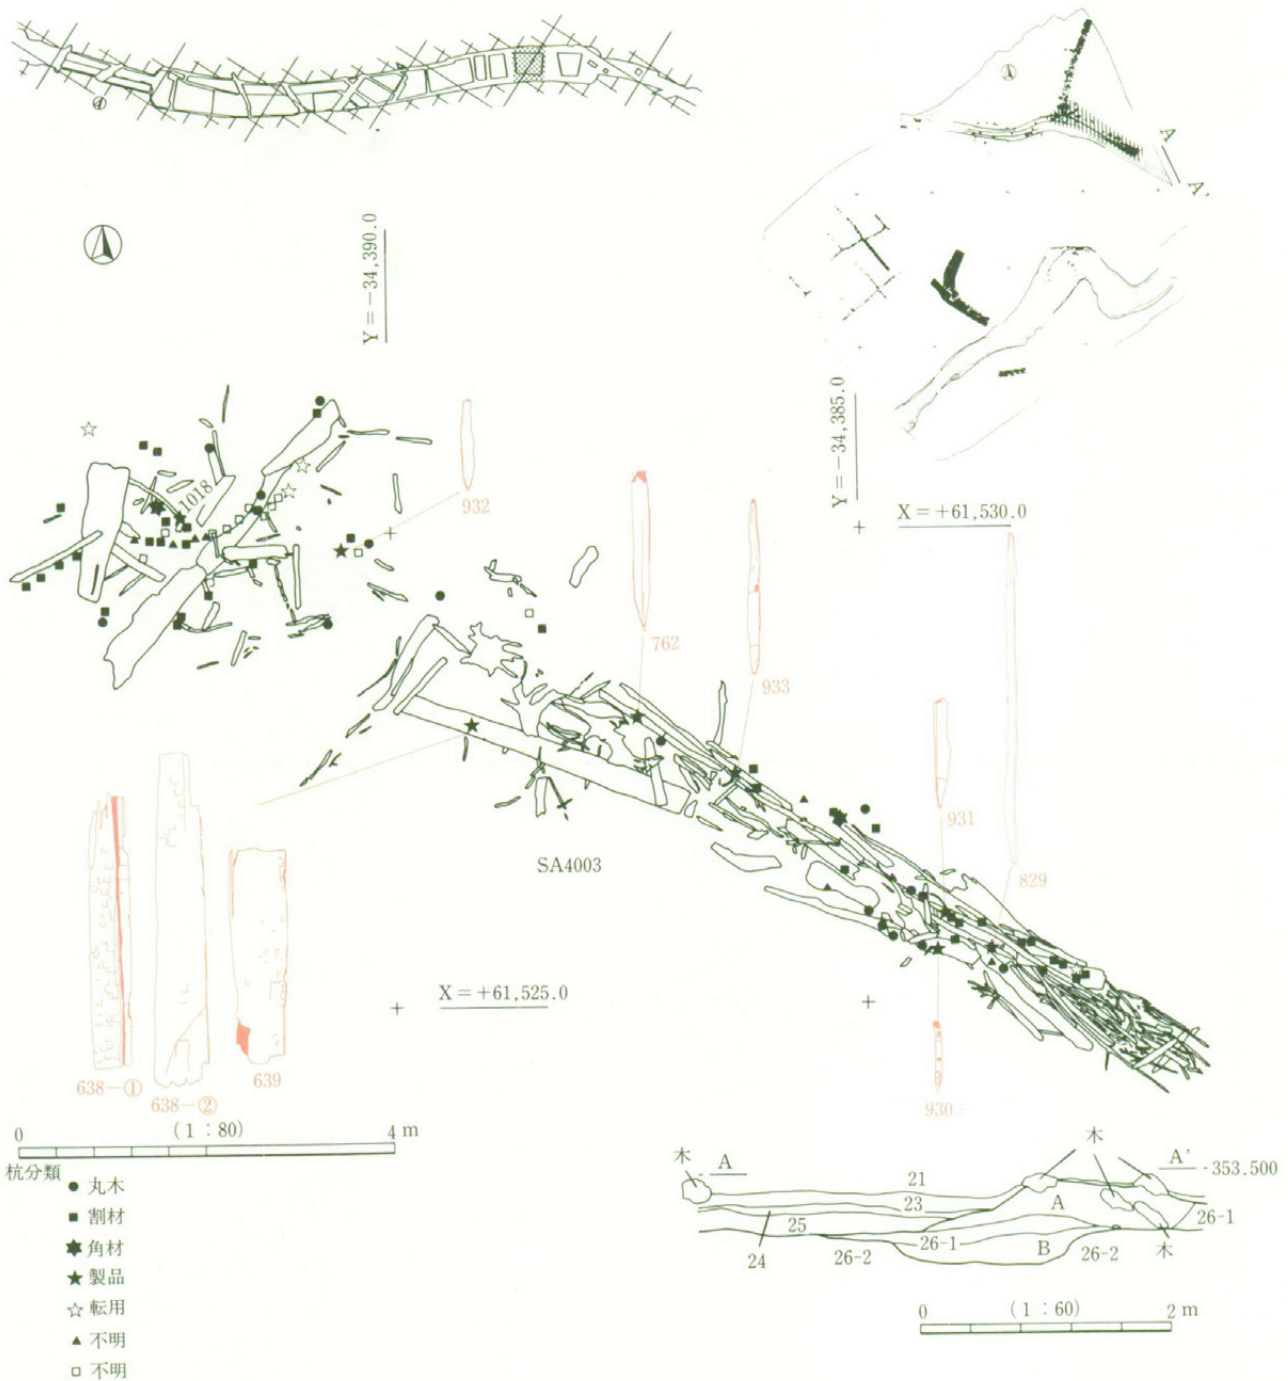 A
A'
Y=−34,390.0
Y=−34,385.0
X=+61,530.0
1018
932
762
933
931
829
SA4003
X=+61,525.0
638−①
638−②
639
930
0 (1:80) 4 m
杭分類
● 丸木
■ 割材
✶ 角材
★ 製品
☆ 転用
▲ 不明
□ 不明
木 A 木 A' 353.500
21
23
A
25
26-1
26-1
24
26-2
B
26-2
木
0 (1:60) 2 m